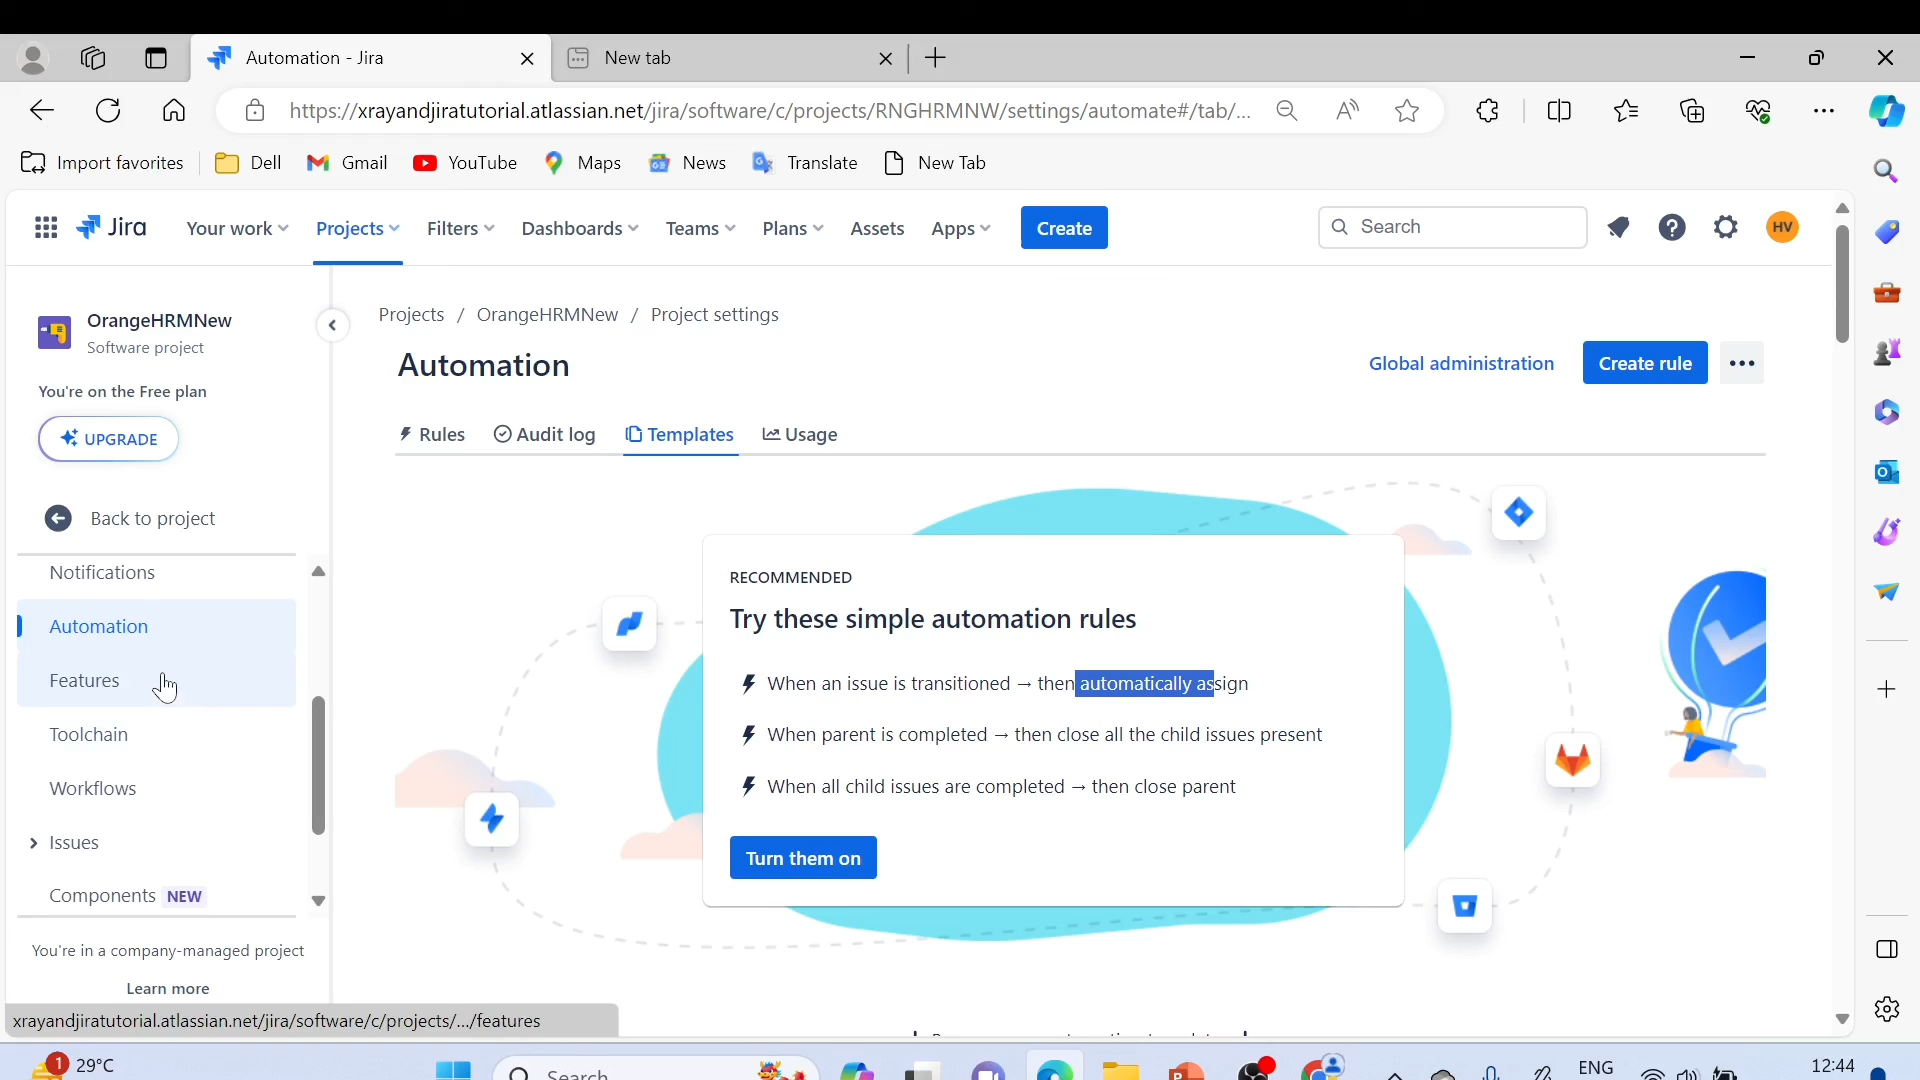 Automation - Jira
New tab
https://xrayandjiratutorial.atlassian.net/jira/software/c/projects/RNGHRMNW/settings/automate#/tab/...
Import favorites
Dell
Gmail
YouTube
Maps
News
Translate
New Tab
Jira
Your work
Projects
Filters
Dashboards
Teams
Plans
Assets
Apps
Create
Search
HV
OrangeHRMNew
Software project
You're on the Free plan
UPGRADE
Back to project
Notifications
Automation
Features
Toolchain
Workflows
Issues
Components NEW
You're in a company-managed project
Learn more
xrayandjiratutorial.atlassian.net/jira/software/c/projects/.../features
Projects / OrangeHRMNew / Project settings
Automation
Global administration
Create rule
Rules
Audit log
Templates
Usage
RECOMMENDED
Try these simple automation rules
When an issue is transitioned → then automatically assign
When parent is completed → then close all the child issues present
When all child issues are completed → then close parent
Turn them on
1
29°C
Search
ENG
12:44